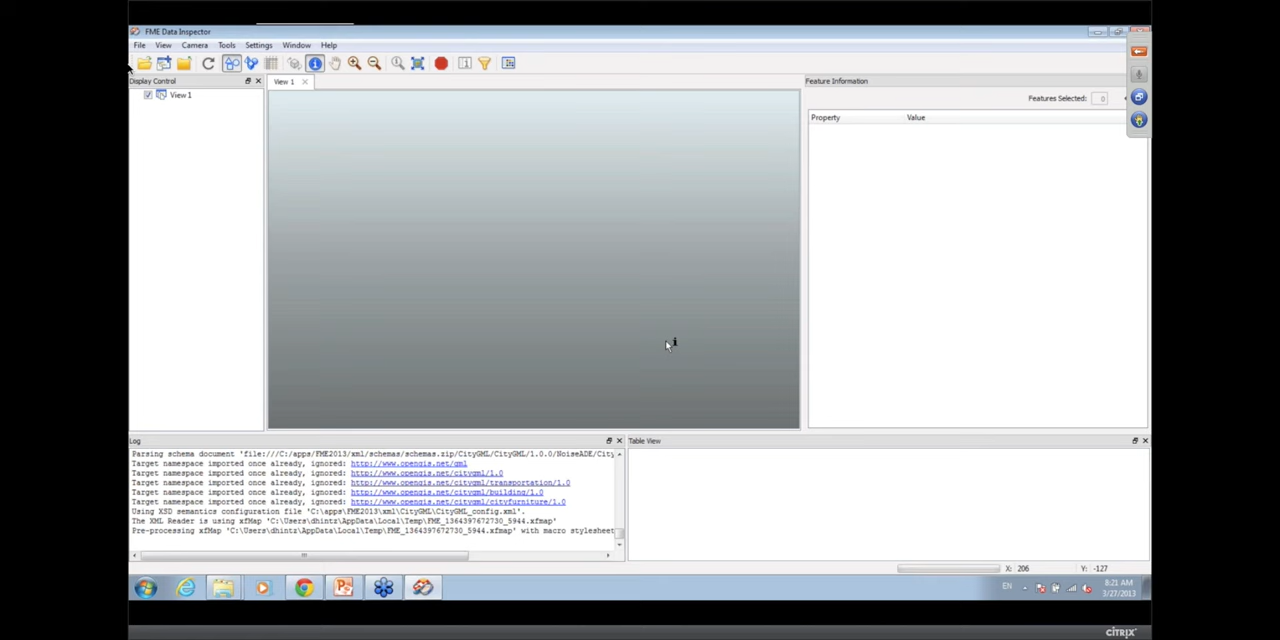 FME Data Inspector
File View Camera Tools Settings Window Help
Display Control
View 1
View 1
Feature Information
Features Selected: 0
Property Value
Log
Parsing schema document 'file:///C:/apps/FME2013/xml/schemas/schemas.zip/CityGML/CityGML/1.0.0/NoiseADE/City
Target namespace imported once already, ignored: http://www.opengis.net/gml
Target namespace imported once already, ignored: http://www.opengis.net/citygml/1.0
Target namespace imported once already, ignored: http://www.opengis.net/citygml/transportation/1.0
Target namespace imported once already, ignored: http://www.opengis.net/citygml/building/1.0
Target namespace imported once already, ignored: http://www.opengis.net/citygml/cityfurniture/1.0
Using XSD semantics configuration file 'C:\apps\FME2013\xml\CityGML\CityGML_config.xml'.
The XML Reader is using xfMap 'C:\Users\dhintz\AppData\Local\Temp\FME_1364397672730_5944.xfmap'
Pre-processing xfMap 'C:\Users\dhintz\AppData\Local\Temp\FME_1364397672730_5944.xfmap' with macro stylesheet
Table View
X: 206 Y: -127
EN
8:21 AM
3/27/2013
CITRIX